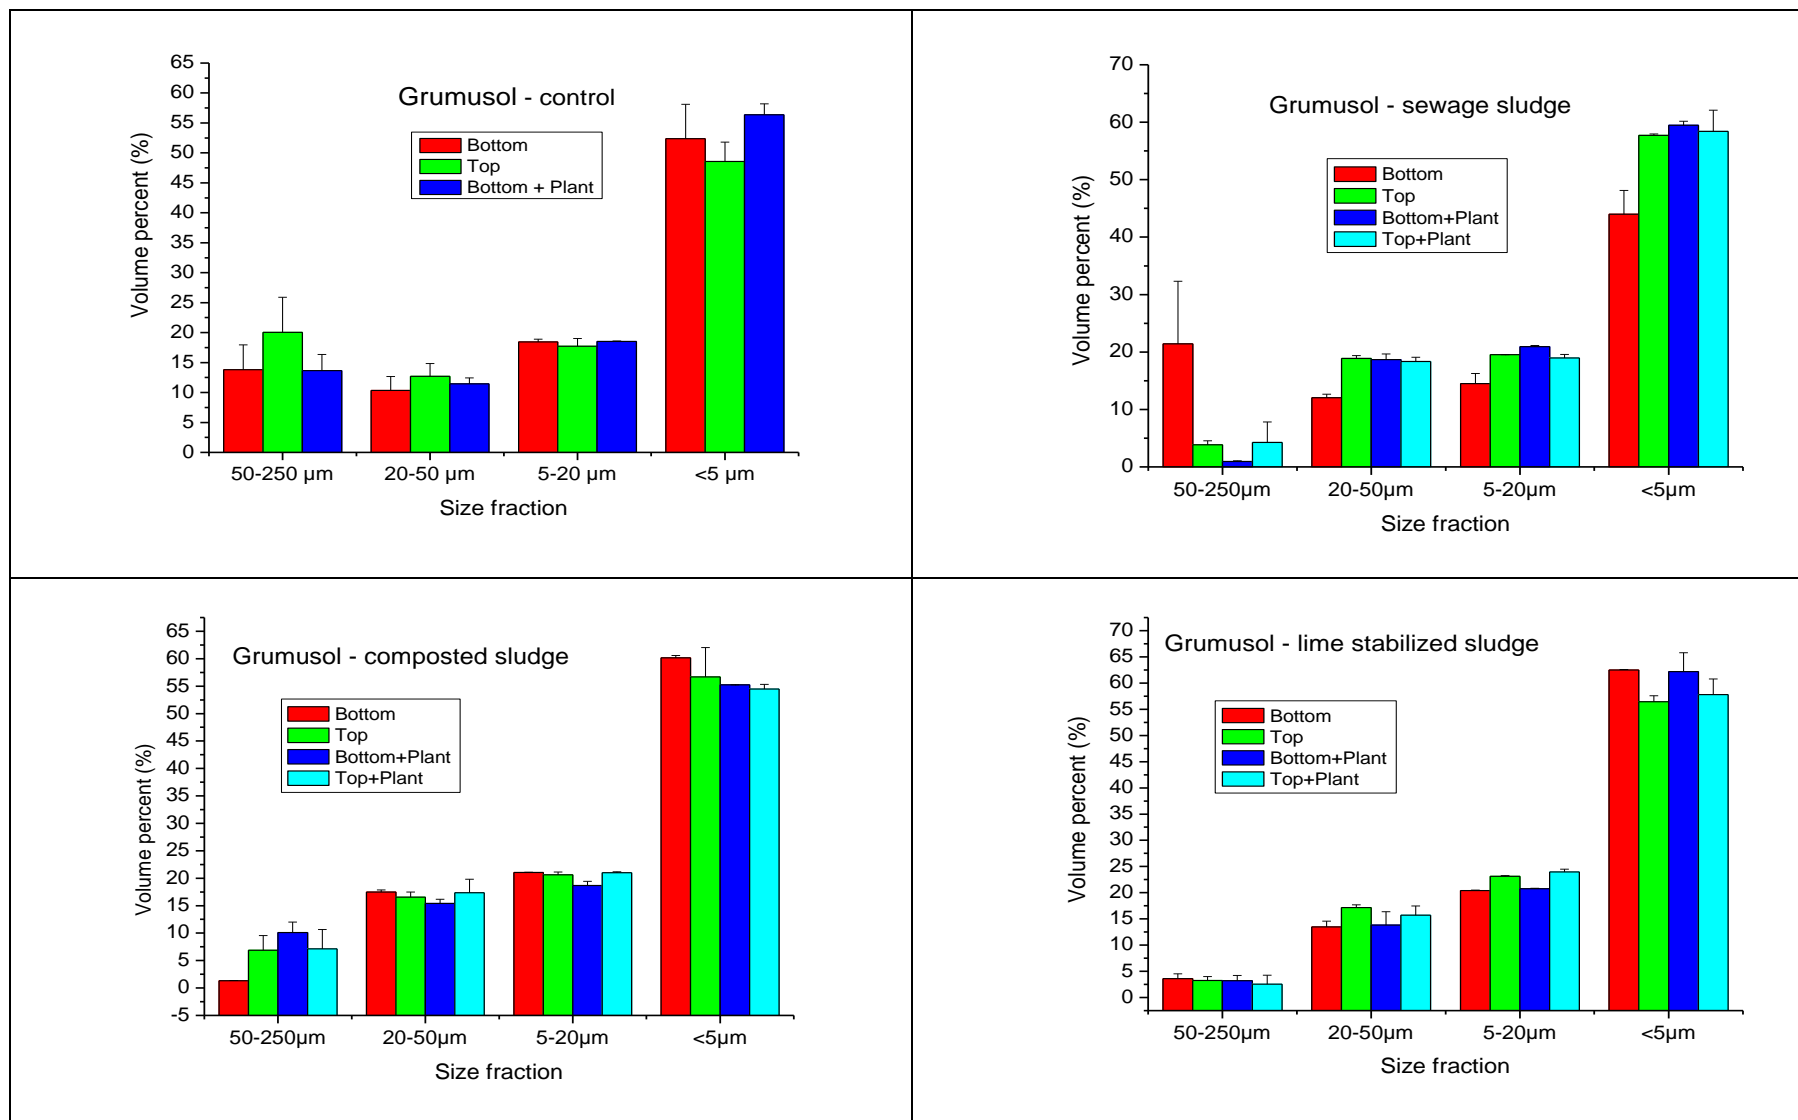 Grumusol - control
Bottom
Top
Bottom + Plant
Volume percent (%)
65
60
55
50
45
40
35
30
25
20
15
10
5
0
50-250 µm
20-50 µm
5-20 µm
<5 µm
Size fraction
Grumusol - sewage sludge
Bottom
Top
Bottom+Plant
Top+Plant
Volume percent (%)
70
60
50
40
30
20
10
0
50-250µm
20-50µm
5-20µm
<5µm
Size fraction
Grumusol - composted sludge
Bottom
Top
Bottom+Plant
Top+Plant
Volume percent (%)
65
60
55
50
45
40
35
30
25
20
15
10
5
0
-5
50-250µm
20-50µm
5-20µm
<5µm
Size fraction
Grumusol - lime stabilized sludge
Bottom
Top
Bottom+Plant
Top+Plant
Volume percent (%)
70
65
60
55
50
45
40
35
30
25
20
15
10
5
0
50-250µm
20-50µm
5-20µm
<5µm
Size fraction